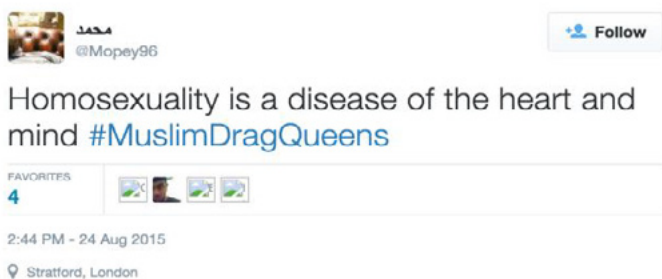 محمد
@Mopey96
Follow
Homosexuality is a disease of the heart and
mind #MuslimDragQueens
FAVORITES
4
2:44 PM - 24 Aug 2015
Stratford, London